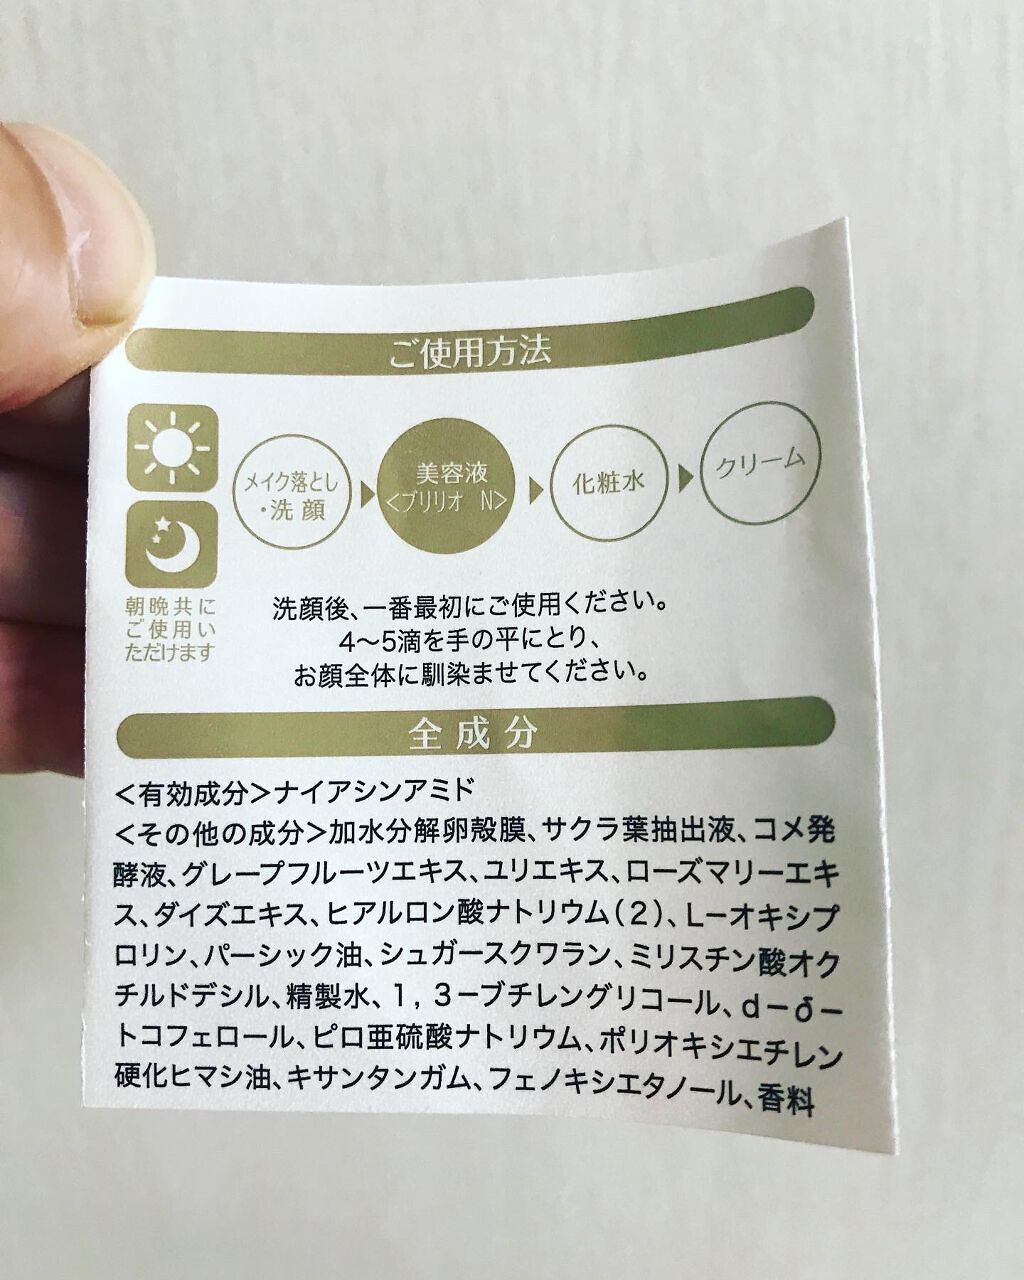 ご使用方法
メイク落とし
・洗顔
美容液
<ブリリオ N>
化粧水
クリーム
朝晩共に
ご使用い
ただけます
洗顔後、一番最初にご使用ください。
4〜5滴を手の平にとり、
お顔全体に馴染ませてください。
全成分
<有効成分>ナイアシンアミド
<その他の成分>加水分解卵殻膜、サクラ葉抽出液、コメ発
酵液、グレープフルーツエキス、ユリエキス、ローズマリーエキ
ス、ダイズエキス、ヒアルロン酸ナトリウム(2)、L−オキシプ
ロリン、パーシック油、シュガースクワラン、ミリスチン酸オク
チルドデシル、精製水、1,3−ブチレングリコール、d−δ−
トコフェロール、ピロ亜硫酸ナトリウム、ポリオキシエチレン
硬化ヒマシ油、キサンタンガム、フェノキシエタノール、香料